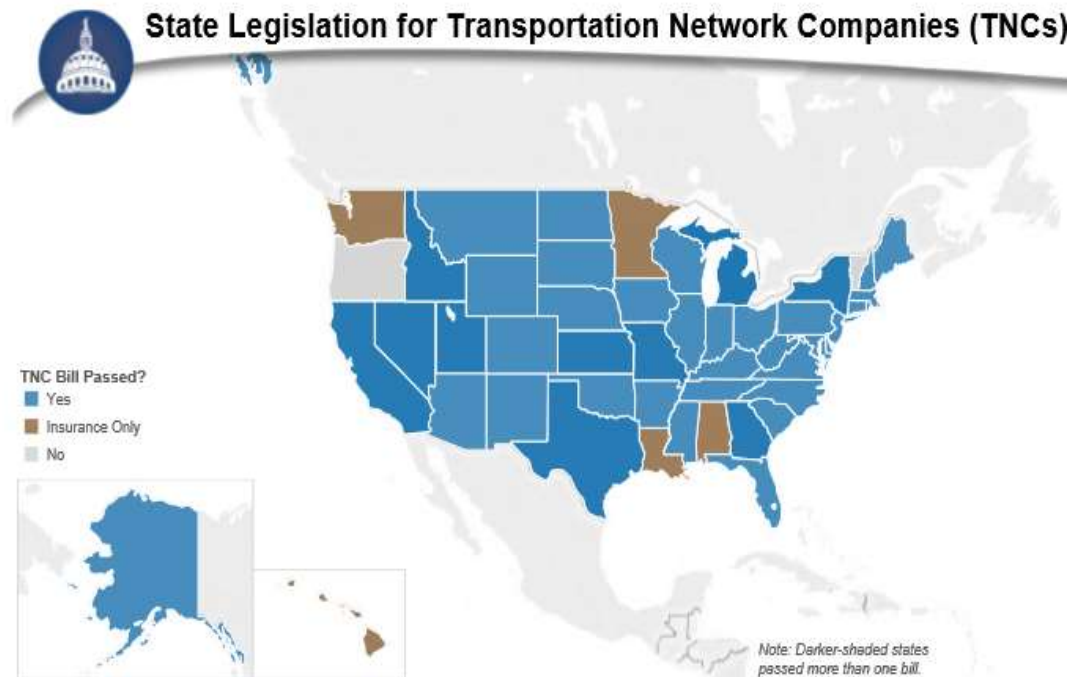 State Legislation for Transportation Network Companies (TNCs)
TNC Bill Passed?
Yes
Insurance Only
No
Note: Darker-shaded states
passed more than one bill.